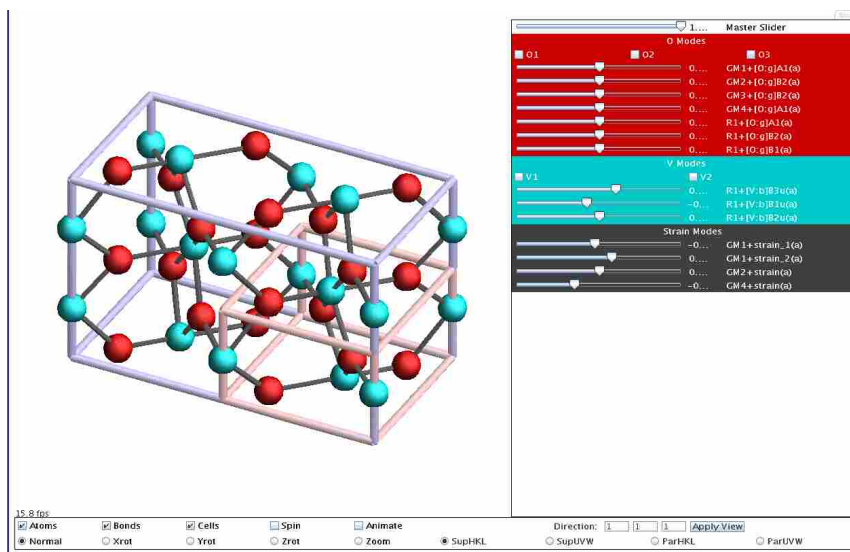 1.... Master Slider
O Modes
O1 O2 O3
0.... GM1+[O:g]A1(a)
0.... GM2+[O:g]B2(a)
0.... GM3+[O:g]B2(a)
0.... GM4+[O:g]A1(a)
0.... R1+[O:g]A1(a)
0.... R1+[O:g]B2(a)
0.... R1+[O:g]B1(a)
V Modes
V1 V2
0.... R1+[V:b]B3u(a)
-0... R1+[V:b]B1u(a)
0.... R1+[V:b]B2u(a)
Strain Modes
-0... GM1+strain_1(a)
0.... GM1+strain_2(a)
0.... GM2+strain(a)
-0... GM4+strain(a)
15.8 fps
Atoms Bonds Cells Spin Animate Direction: 1 1 1 Apply View
Normal Xrot Yrot Zrot Zoom SupHKL SupUVW ParHKL ParUVW